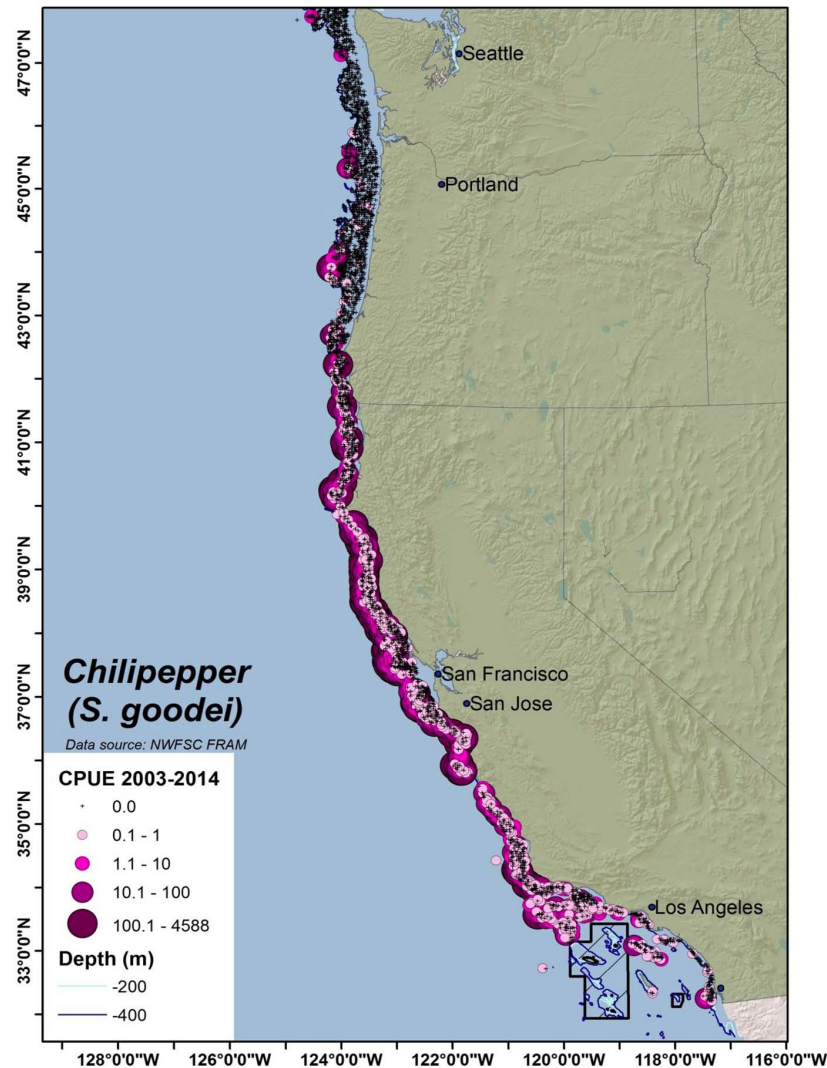 47°0'0"N
45°0'0"N
43°0'0"N
41°0'0"N
39°0'0"N
37°0'0"N
35°0'0"N
33°0'0"N
Seattle
Portland
San Francisco
San Jose
Los Angeles
Chilipepper
(S. goodei)
Data source: NWFSC FRAM
CPUE 2003-2014
0.0
0.1 - 1
1.1 - 10
10.1 - 100
100.1 - 4588
Depth (m)
-200
-400
128°0'0"W 126°0'0"W 124°0'0"W 122°0'0"W 120°0'0"W 118°0'0"W 116°0'0"W